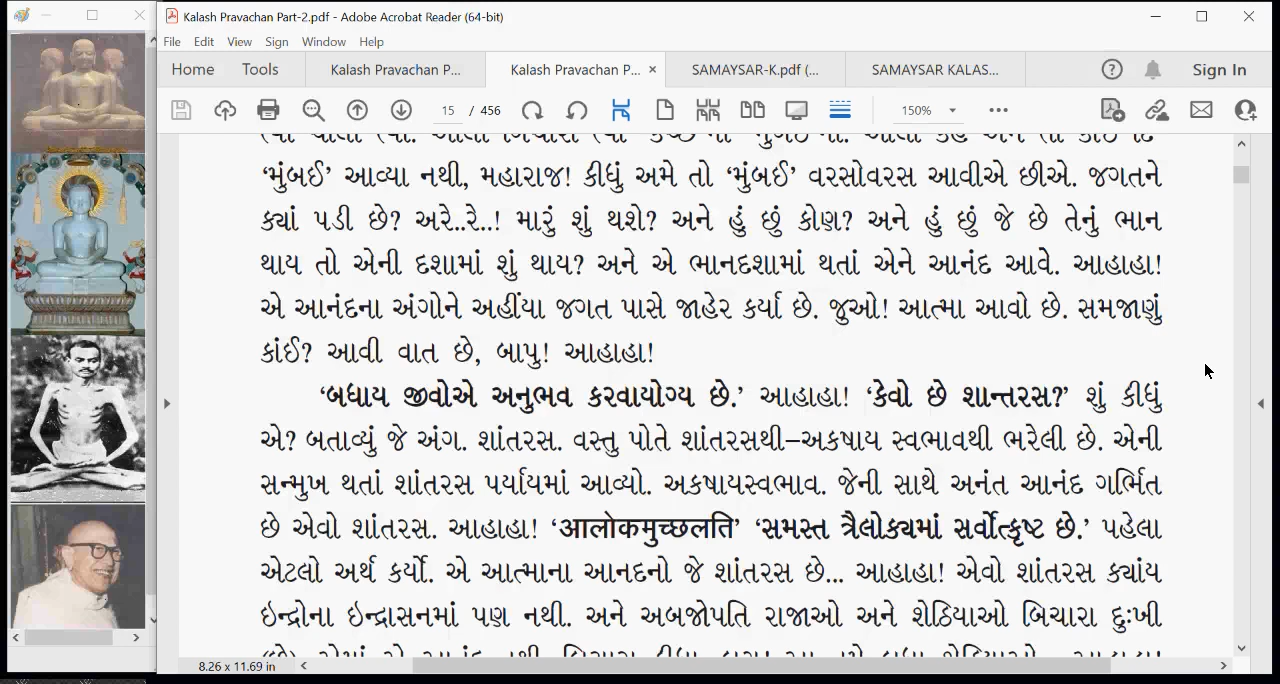 Kalash Pravachan Part-2.pdf - Adobe Acrobat Reader (64-bit)
File Edit View Sign Window Help
Home Tools Kalash Pravachan P... Kalash Pravachan P... × SAMAYSAR-K.pdf (... SAMAYSAR KALAS... Sign In
15 / 456 150%
‘મુંબઈ’ આવ્યા નથી, મહારાજ! કીધું અમે તો ‘મુંબઈ’ વરસોવરસ આવીએ છીએ. જગતને
ક્યાં પડી છે? અરે..રે..! મારું શું થશે? અને હું છું કોણ? અને હું છું જે છે તેનું ભાન
થાય તો એની દશામાં શું થાય? અને એ ભાનદશામાં થતાં એને આનંદ આવે. આહાહા!
એ આનંદના અંગોને અહીંયા જગત પાસે જાહેર કર્યા છે. જુઓ! આત્મા આવો છે. સમજાણું
કાંઈ? આવી વાત છે, બાપુ! આહાહા!
‘બધાય જીવોએ અનુભવ કરવાયોગ્ય છે.’ આહાહા! ‘કેવો છે શાન્તરસ?’ શું કીધું
એ? બતાવ્યું જે અંગ. શાંતરસ. વસ્તુ પોતે શાંતરસથી–અકષાય સ્વભાવથી ભરેલી છે. એની
સન્મુખ થતાં શાંતરસ પર્યાયમાં આવ્યો. અકષાયસ્વભાવ. જેની સાથે અનંત આનંદ ગર્ભિત
છે એવો શાંતરસ. આહાહા! ‘आलोकमुच्छलति’ ‘સમસ્ત ત્રૈલોક્યમાં સર્વોત્કૃષ્ટ છે.’ પહેલા
એટલો અર્થ કર્યો. એ આત્માના આનદનો જે શાંતરસ છે... આહાહા! એવો શાંતરસ ક્યાંય
ઇન્દ્રોના ઇન્દ્રાસનમાં પણ નથી. અને અબજોપતિ રાજાઓ અને શેઠિયાઓ બિચારા દુઃખી
8.26 x 11.69 in